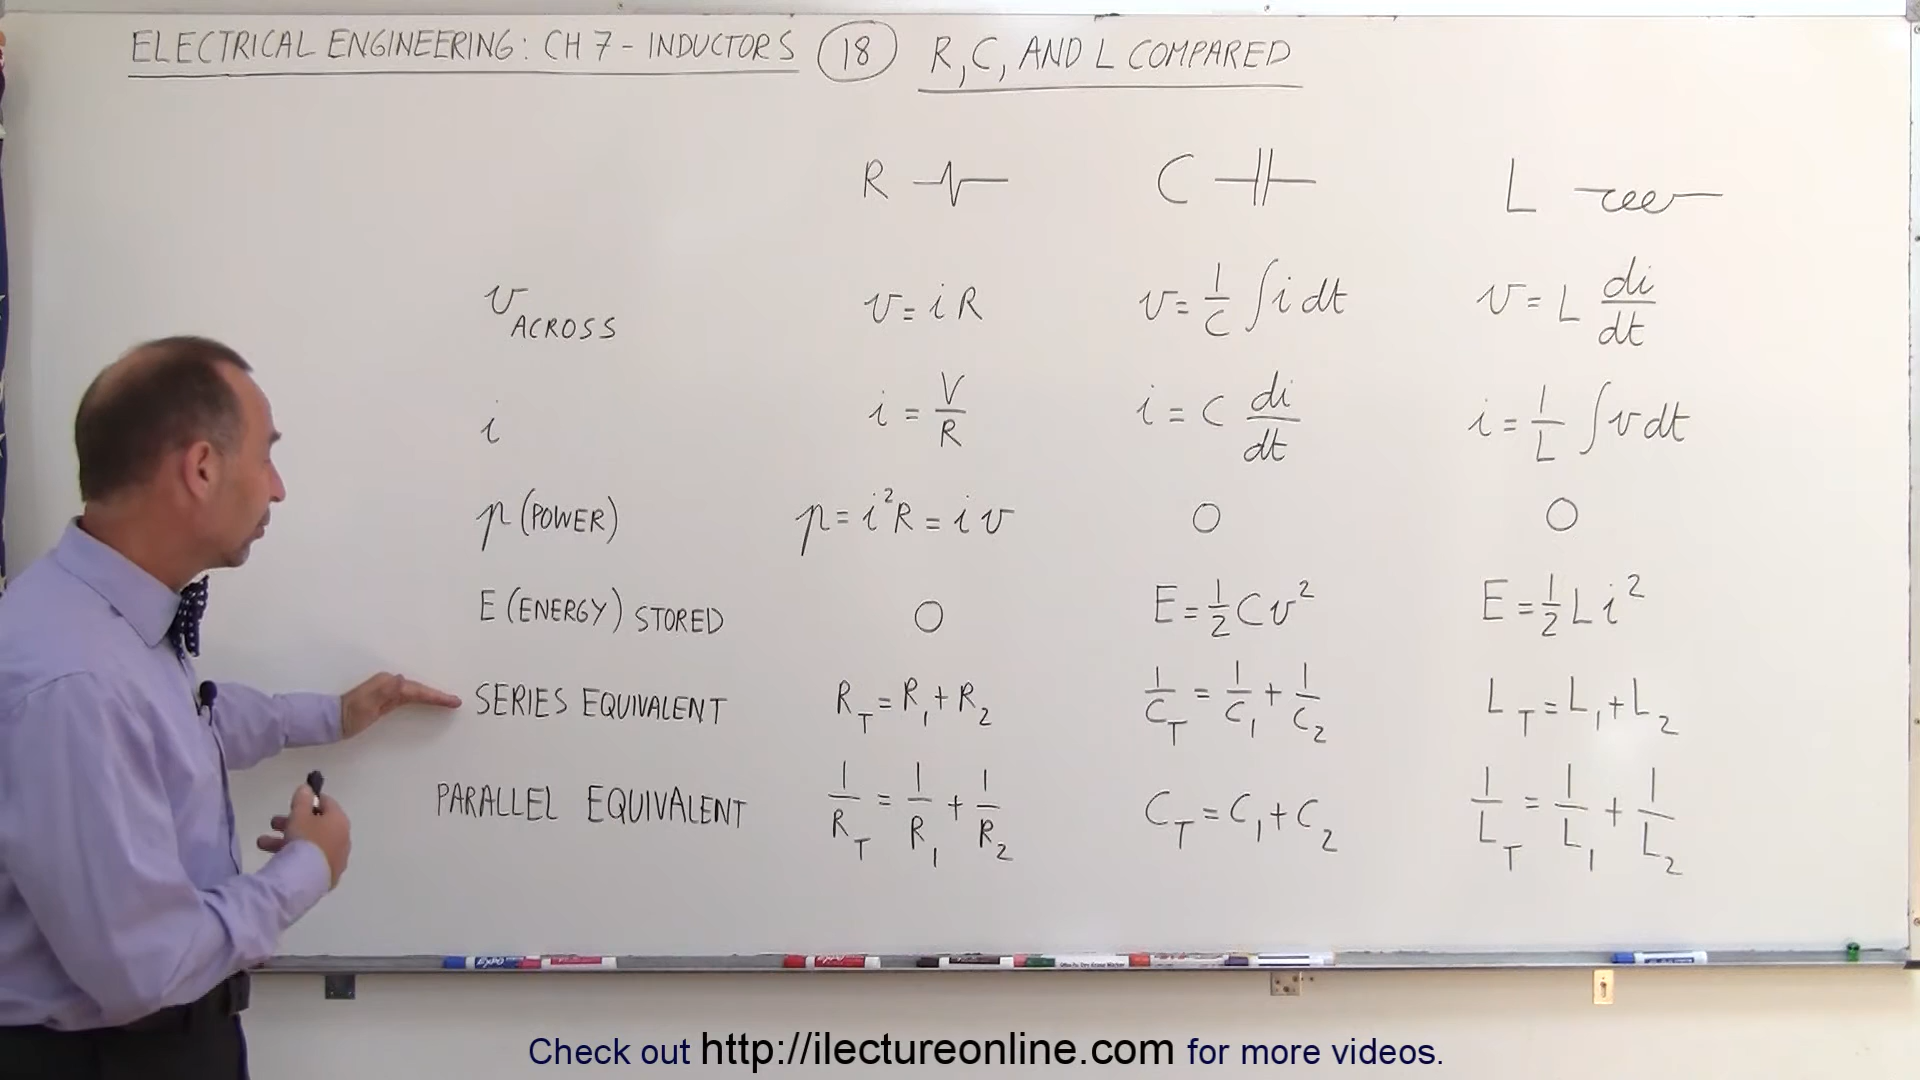 ELECTRICAL ENGINEERING: CH 7 - INDUCTORS (18) R, C, AND L COMPARED
R C L
v ACROSS v = iR v = 1/C ∫ i dt v = L di/dt
i i = V/R i = C di/dt i = 1/L ∫ v dt
p (POWER) p = i²R = iv 0 0
E (ENERGY) STORED 0 E = 1/2 Cv² E = 1/2 Li²
SERIES EQUIVALENT R_T = R_1 + R_2 1/C_T = 1/C_1 + 1/C_2 L_T = L_1 + L_2
PARALLEL EQUIVALENT 1/R_T = 1/R_1 + 1/R_2 C_T = C_1 + C_2 1/L_T = 1/L_1 + 1/L_2
EXPO
Check out http://ilectureonline.com for more videos.